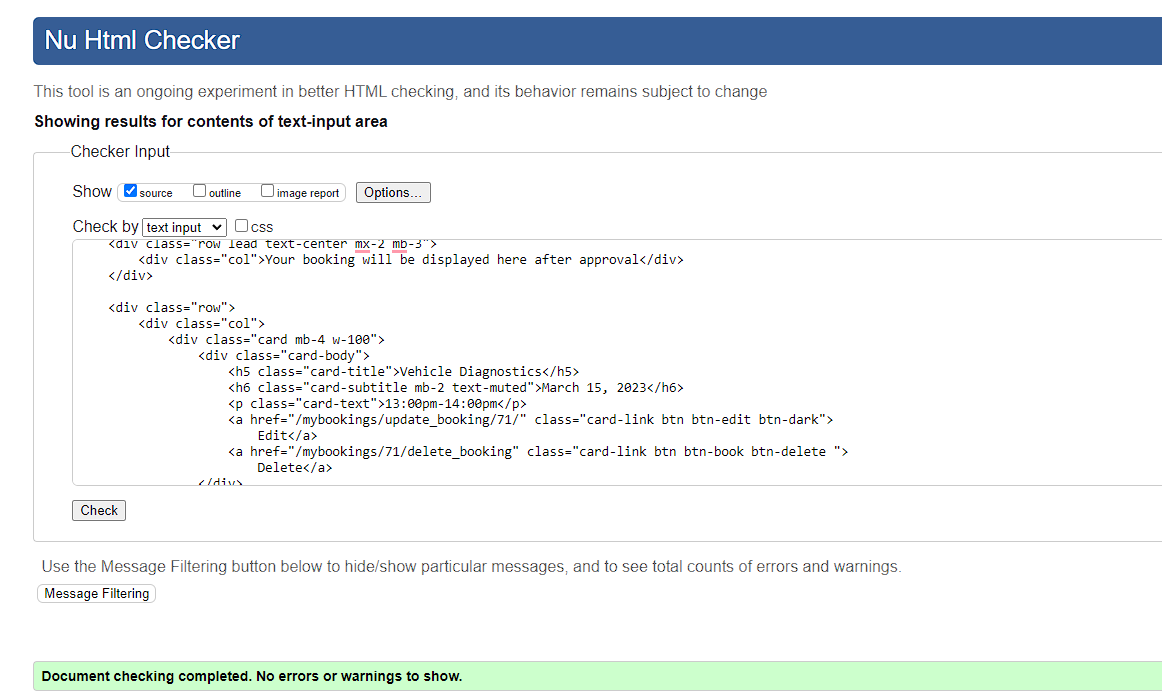 Nu Html Checker
This tool is an ongoing experiment in better HTML checking, and its behavior remains subject to change
Showing results for contents of text-input area
Checker Input
Show source outline image report Options...
Check by text input css
<div class="row lead text-center mx-2 mb-3">
<div class="col">Your booking will be displayed here after approval</div>
</div>
<div class="row">
<div class="col">
<div class="card mb-4 w-100">
<div class="card-body">
<h5 class="card-title">Vehicle Diagnostics</h5>
<h6 class="card-subtitle mb-2 text-muted">March 15, 2023</h6>
<p class="card-text">13:00pm-14:00pm</p>
<a href="/mybookings/update_booking/71/" class="card-link btn btn-edit btn-dark">
Edit</a>
<a href="/mybookings/71/delete_booking" class="card-link btn btn-book btn-delete ">
Delete</a>
</div>
Check
Use the Message Filtering button below to hide/show particular messages, and to see total counts of errors and warnings.
Message Filtering
Document checking completed. No errors or warnings to show.